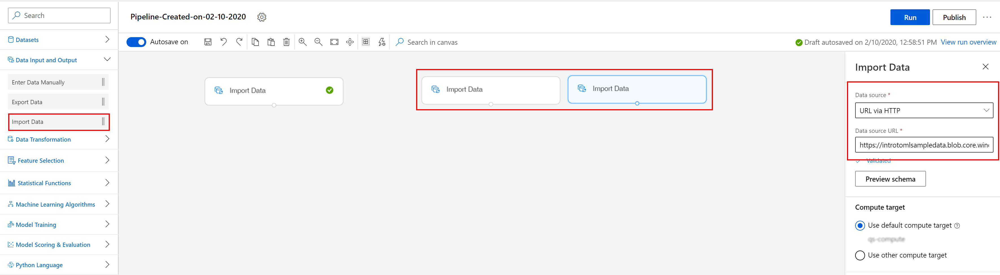 Search
Datasets
Data Input and Output
Enter Data Manually
Export Data
Import Data
Data Transformation
Feature Selection
Statistical Functions
Machine Learning Algorithms
Model Training
Model Scoring & Evaluation
Python Language
Pipeline-Created-on-02-10-2020
Run
Publish
...
Autosave on
Search in canvas
Draft autosaved on 2/10/2020, 12:58:51 PM
View run overview
Import Data
Import Data
Import Data
Import Data
Data source *
URL via HTTP
Data source URL *
https://introtomlsampledata.blob.core.win
Validated
Preview schema
Compute target
Use default compute target ?
qs-compute
Use other compute target